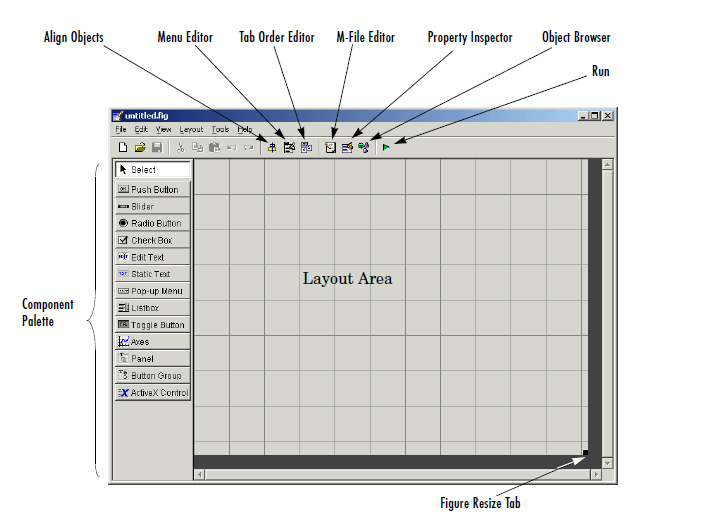 Align Objects Menu Editor Tab Order Editor M-File Editor Property Inspector Object Browser
Run
untitled.fig
File Edit View Layout Tools Help
Select
Push Button
Slider
Radio Button
Check Box
Edit Text
Static Text
Pop-up Menu
Listbox
Toggle Button
Axes
Panel
Button Group
ActiveX Control
Layout Area
Component
Palette
Figure Resize Tab